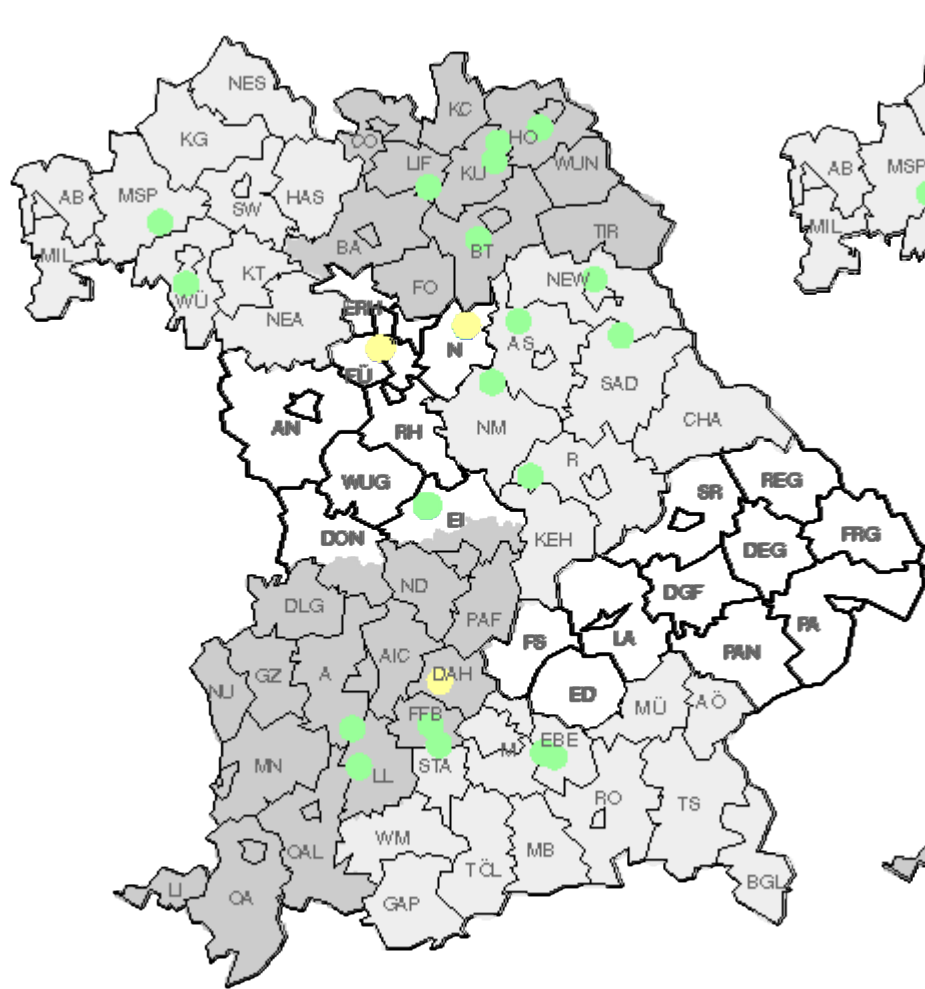 NES
KC
CO
HO
KG
LIF
KU
WUN
AB
MSP
SW
HAS
AB
MSP
MIL
BA
BT
TIR
MIL
KT
WÜ
NEA
ERH
FO
NEW
FÜ
N
AS
SAD
AN
RH
NM
CHA
WUG
R
SR
REG
DON
EI
KEH
DEG
FRG
DLG
ND
PAF
DGF
FS
LA
PA
NU
GZ
A
AIC
DAH
ED
PAN
MÜ
AÖ
FFB
MN
LL
STA
M
EBE
RO
TS
OAL
WM
TÖL
MB
LI
OA
GAP
BGL